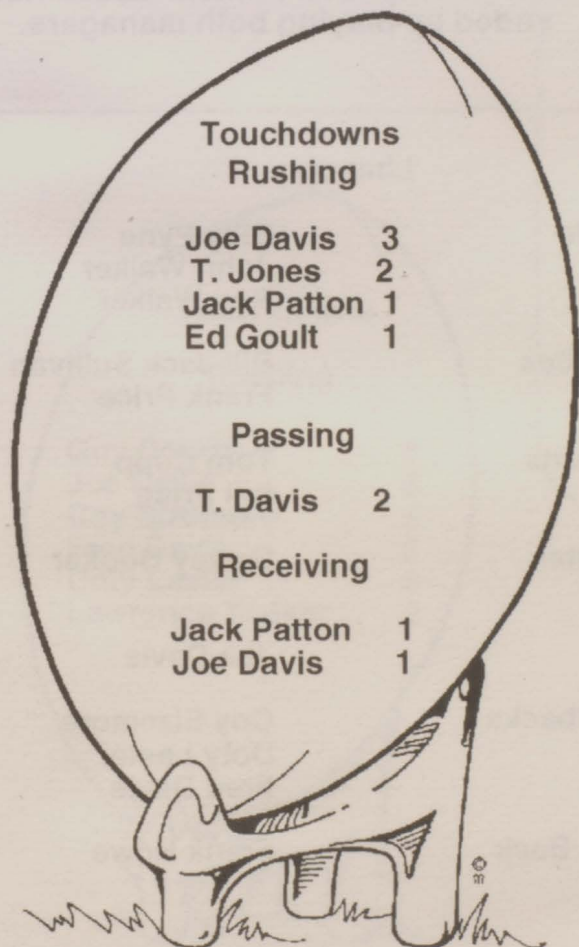 Touchdowns
Rushing
Joe Davis 3
T. Jones 2
Jack Patton 1
Ed Goult 1
Passing
T. Davis 2
Receiving
Jack Patton 1
Joe Davis 1
©